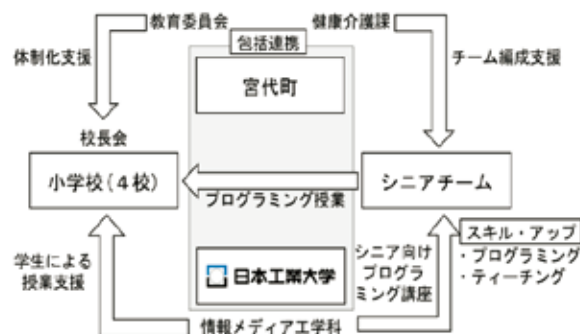 教育委員会
健康介護課
包括連携
体制化支援
チーム編成支援
宮代町
校長会
小学校(4校)
シニアチーム
プログラミング授業
学生による
授業支援
日本工業大学
シニア向け
プログラ
ミング講座
スキル・アップ
・プログラミング
・ティーチング
情報メディア工学科